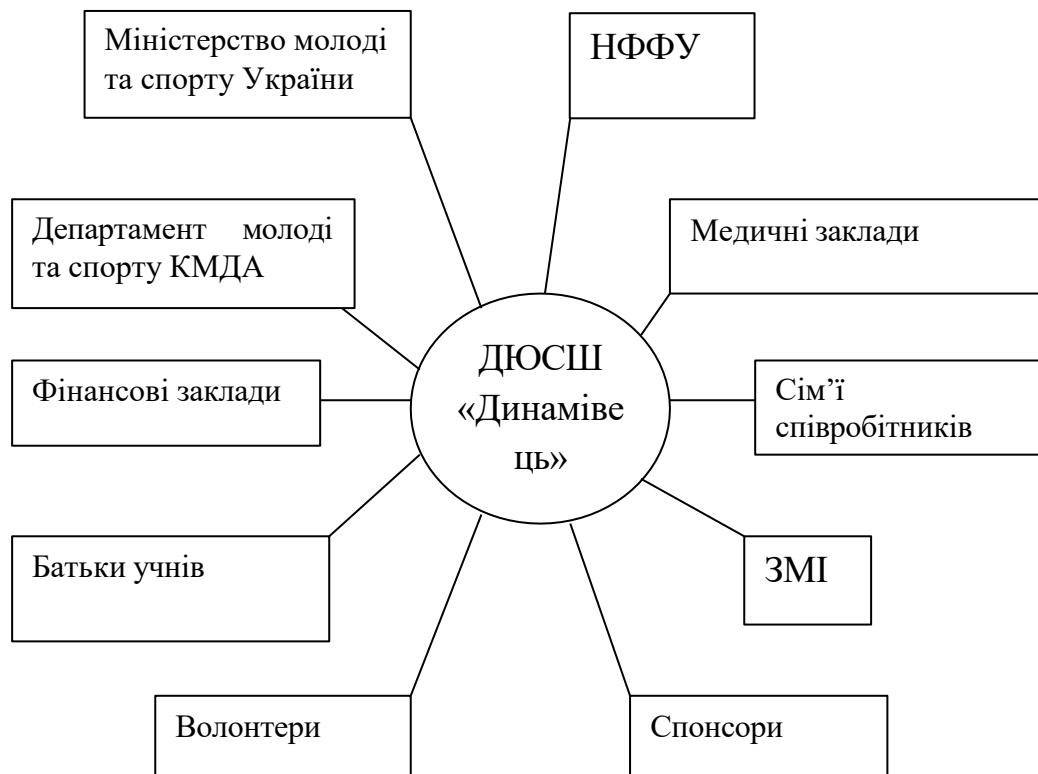 Міністерство молоді
та спорту України
НФФУ
Департамент молоді
та спорту КМДА
Медичні заклади
ДЮСШ
«Динаміве
ць»
Фінансові заклади
Сім’ї
співробітників
Батьки учнів
ЗМІ
Волонтери
Спонсори